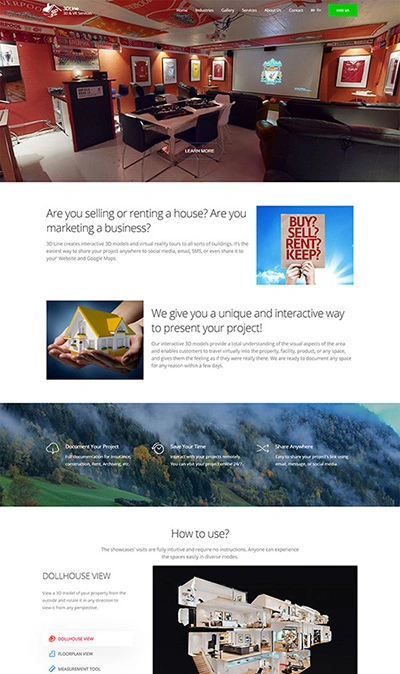 3DLine
3D & VR Services
Home Industries Gallery Services About Us Contact
LEARN MORE
Are you selling or renting a house? Are you
marketing a business?
3D-Line creates interactive 3D models and virtual reality tours to all sorts of buildings. It's the
easiest way to share your project anywhere to social media, email, SMS, or even share it to
your Website and Google Maps.
BUY?
SELL?
RENT?
KEEP?
We give you a unique and interactive way
to present your project!
Our interactive 3D models provide a total understanding of the visual aspects of the area
and enables customers to travel virtually into the property, facility, product, or any space,
and gives them the feeling as if they were really there. We are ready to document any space
for any reason within a few days.
Document Your Project
Full documentation for insurance,
construction, Rent, Archiving, etc.
Save Your Time
Interact with your projects remotely.
You can visit your project online 24/7.
Share Anywhere
Easy to share your project's link using
email, message, or social media.
How to use?
The showcases' visits are fully intuitive and require no instructions. Anyone can experience
the spaces easily in diverse modes.
DOLLHOUSE VIEW
View a 3D model of your property from the
outside and rotate it in any direction to
view it from any perspective.
DOLLHOUSE VIEW
FLOORPLAN VIEW
MEASUREMENT TOOL